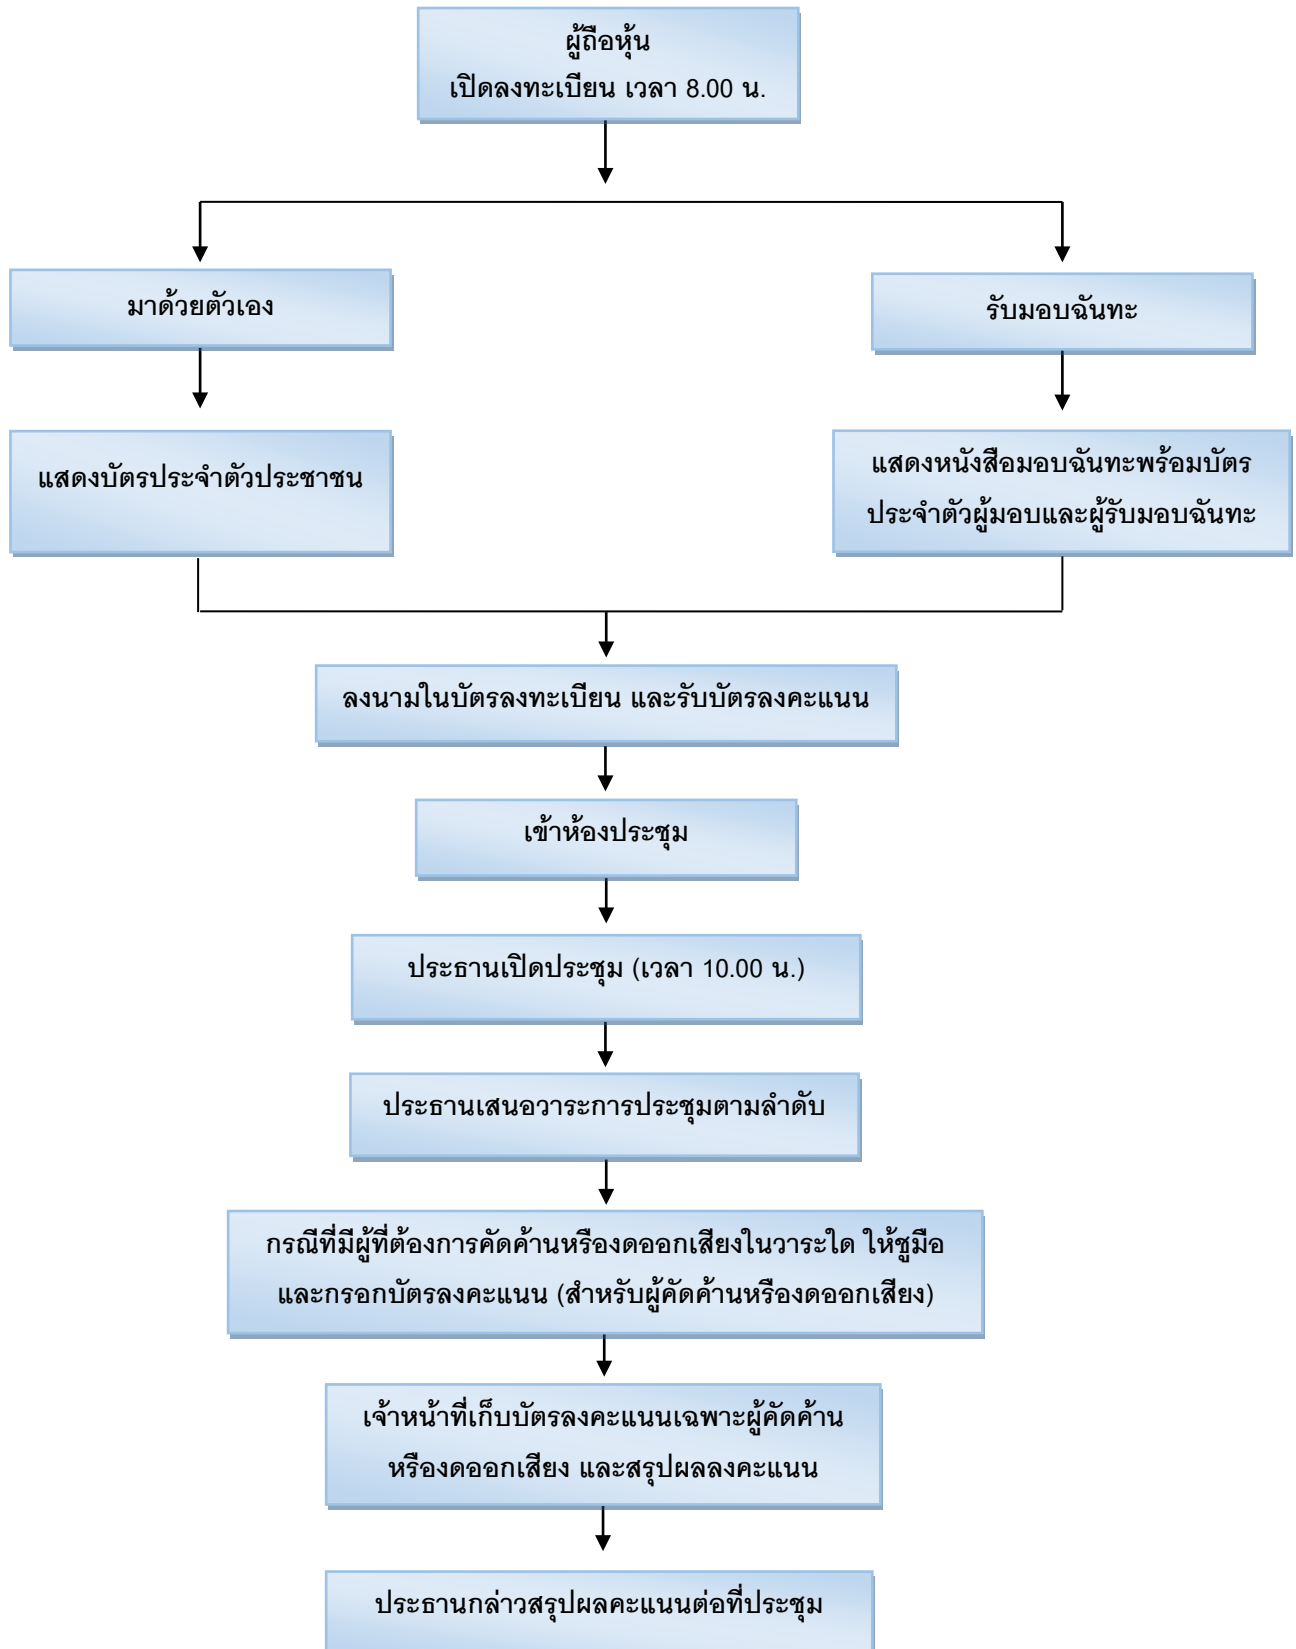 ผู้ถือหุ้น
เปิดลงทะเบียน เวลา 8.00 น.
มาด้วยตัวเอง
รับมอบฉันทะ
แสดงบัตรประจำตัวประชาชน
แสดงหนังสือมอบฉันทะพร้อมบัตร
ประจำตัวผู้มอบและผู้รับมอบฉันทะ
ลงนามในบัตรลงทะเบียน และรับบัตรลงคะแนน
เข้าห้องประชุม
ประธานเปิดประชุม (เวลา 10.00 น.)
ประธานเสนอวาระการประชุมตามลำดับ
กรณีที่มีผู้ที่ต้องการคัดค้านหรืองดออกเสียงในวาระใด ให้ชูมือ
และกรอกบัตรลงคะแนน (สำหรับผู้คัดค้านหรืองดออกเสียง)
เจ้าหน้าที่เก็บบัตรลงคะแนนเฉพาะผู้คัดค้าน
หรืองดออกเสียง และสรุปผลลงคะแนน
ประธานกล่าวสรุปผลคะแนนต่อที่ประชุม